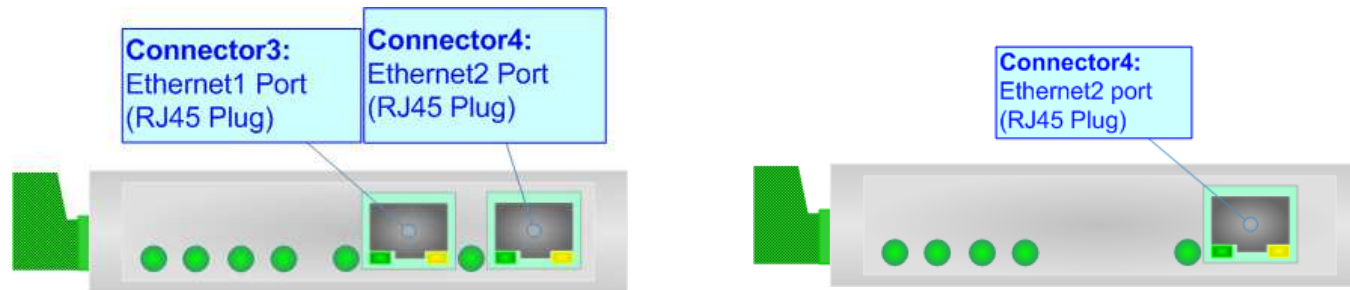 Connector3:
Ethernet1 Port
(RJ45 Plug)
Connector4:
Ethernet2 Port
(RJ45 Plug)
Connector4:
Ethernet2 port
(RJ45 Plug)